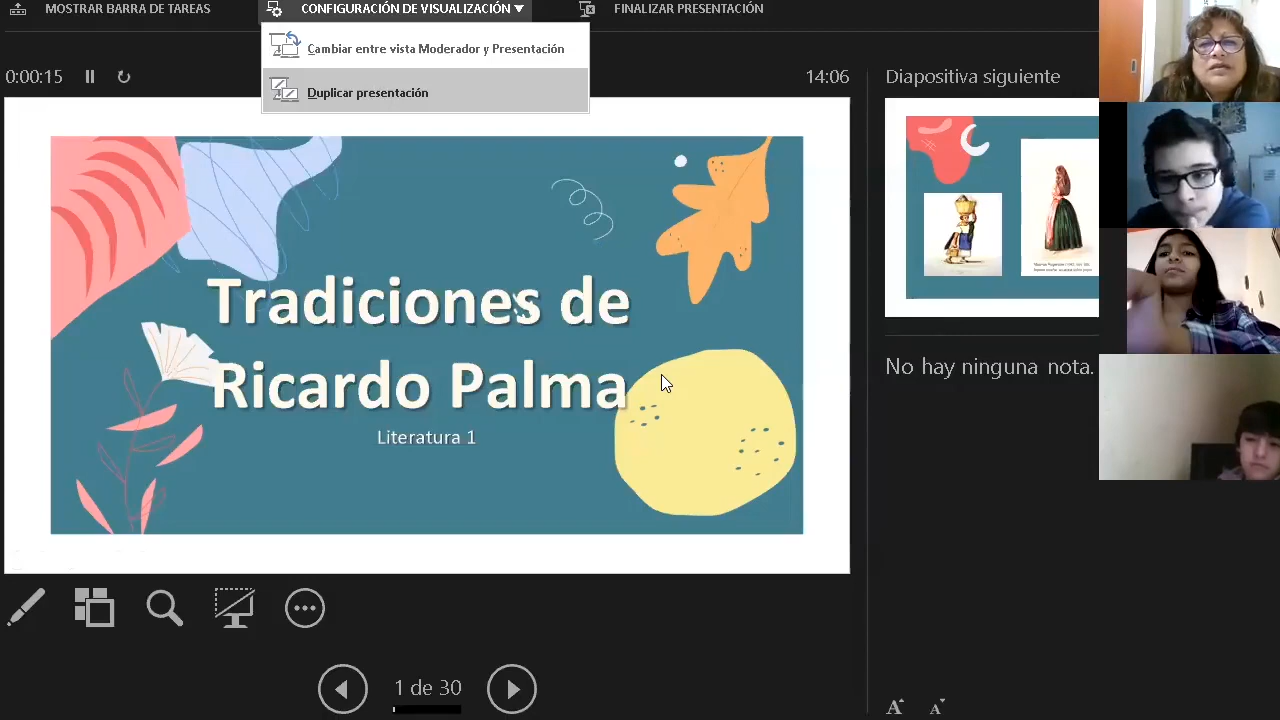 MOSTRAR BARRA DE TAREAS
CONFIGURACIÓN DE VISUALIZACIÓN ▼
FINALIZAR PRESENTACIÓN
Cambiar entre vista Moderador y Presentación
Duplicar presentación
0:00:15
14:06
Diapositiva siguiente
Tradiciones de
Ricardo Palma
Literatura 1
No hay ninguna nota.
1 de 30
A A